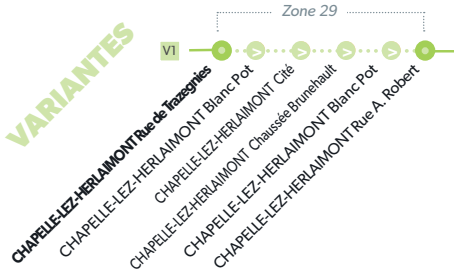 Zone 29
VARIANTES
V1
CHAPELLE-LEZ-HERLAIMONT Rue de Trazegnies
CHAPELLE-LEZ-HERLAIMONT Blanc Pot
CHAPELLE-LEZ-HERLAIMONT Cité
CHAPELLE-LEZ-HERLAIMONT Chaussée Brunehault
CHAPELLE-LEZ-HERLAIMONT Blanc Pot
CHAPELLE-LEZ-HERLAIMONT Rue A. Robert